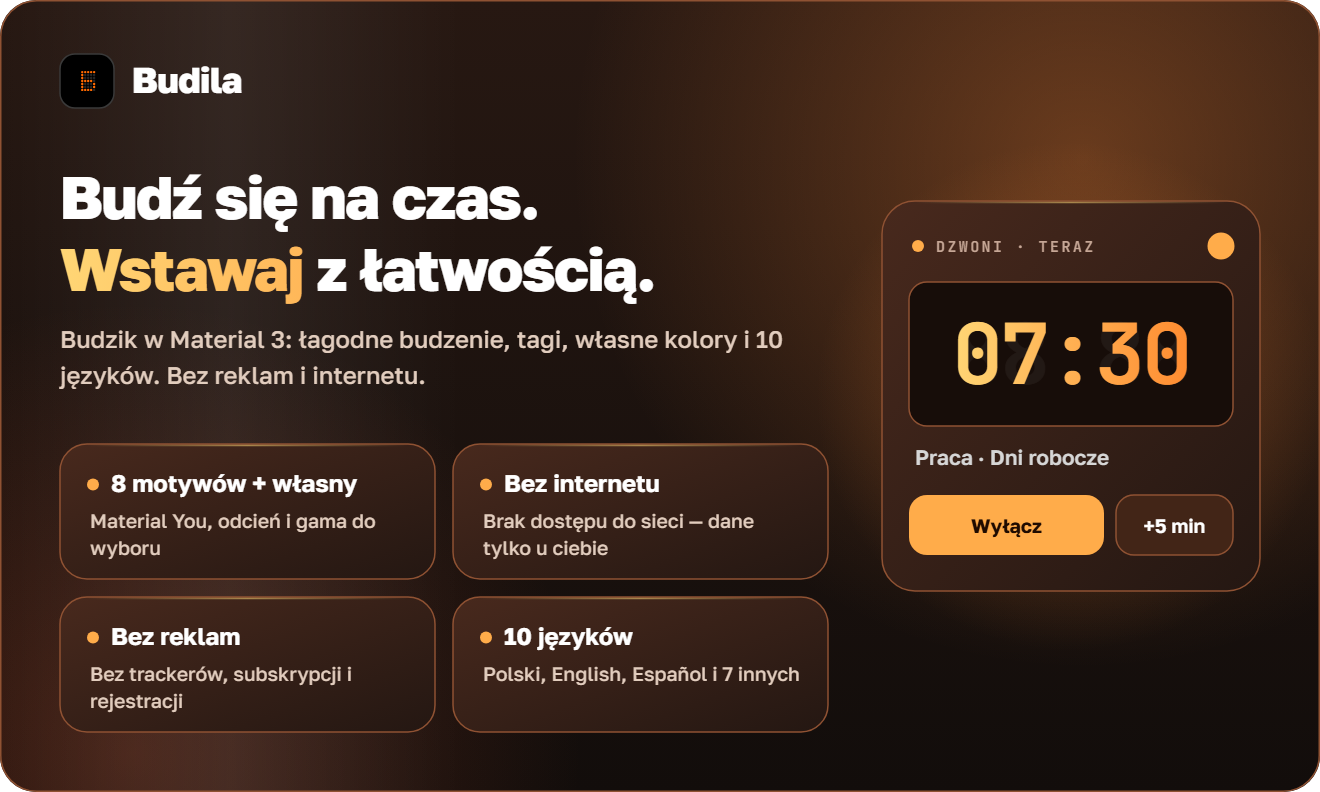 Budila
Budź się na czas.
Wstawaj z łatwością.
Budzik w Material 3: łagodne budzenie, tagi, własne kolory i 10
języków. Bez reklam i internetu.
8 motywów + własny
Material You, odcień i gama do
wyboru
Bez internetu
Brak dostępu do sieci — dane
tylko u ciebie
Bez reklam
Bez trackerów, subskrypcji i
rejestracji
10 języków
Polski, English, Español i 7 innych
DZWONI · TERAZ
07:30
Praca · Dni robocze
Wyłącz
+5 min